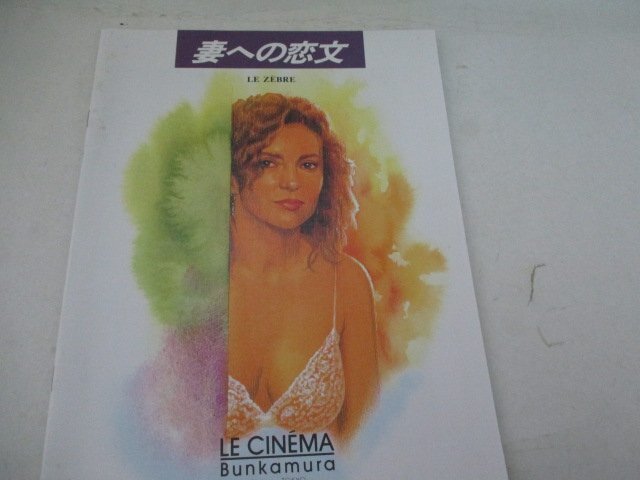 妻への恋文
LE ZÈBRE
LE CINÉMA
Bunkamura